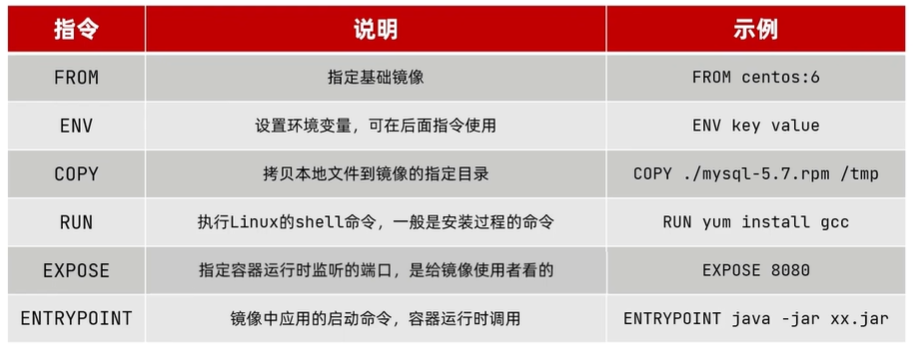 指令 说明 示例
FROM 指定基础镜像 FROM centos:6
ENV 设置环境变量，可在后面指令使用 ENV key value
COPY 拷贝本地文件到镜像的指定目录 COPY ./mysql-5.7.rpm /tmp
RUN 执行Linux的shell命令，一般是安装过程的命令 RUN yum install gcc
EXPOSE 指定容器运行时监听的端口，是给镜像使用者看的 EXPOSE 8080
ENTRYPOINT 镜像中应用的启动命令，容器运行时调用 ENTRYPOINT java -jar xx.jar